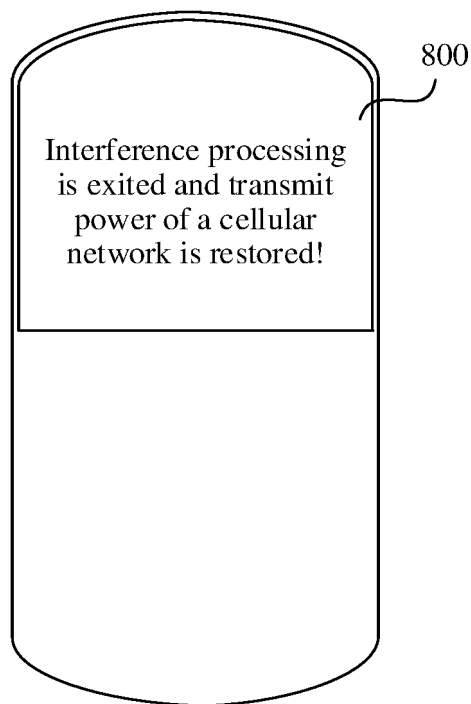 800
Interference processing
is exited and transmit
power of a cellular
network is restored!